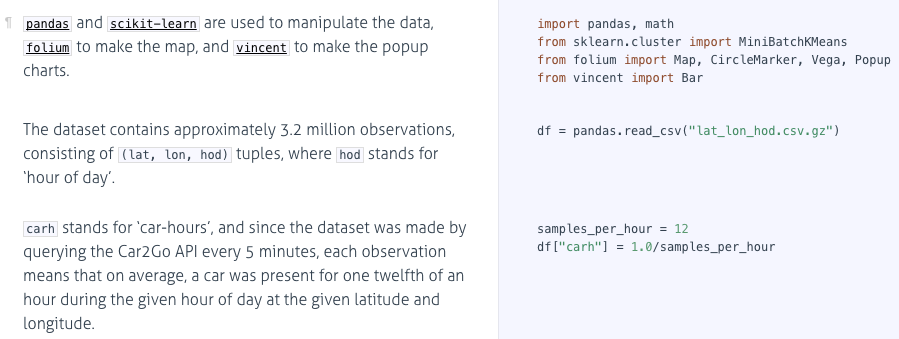 ¶ pandas and scikit-learn are used to manipulate the data,
folium to make the map, and vincent to make the popup
charts.
import pandas, math
from sklearn.cluster import MiniBatchKMeans
from folium import Map, CircleMarker, Vega, Popup
from vincent import Bar
The dataset contains approximately 3.2 million observations,
consisting of (lat, lon, hod) tuples, where hod stands for
‘hour of day’.
df = pandas.read_csv("lat_lon_hod.csv.gz")
carh stands for ‘car-hours’, and since the dataset was made by
querying the Car2Go API every 5 minutes, each observation
means that on average, a car was present for one twelfth of an
hour during the given hour of day at the given latitude and
longitude.
samples_per_hour = 12
df["carh"] = 1.0/samples_per_hour